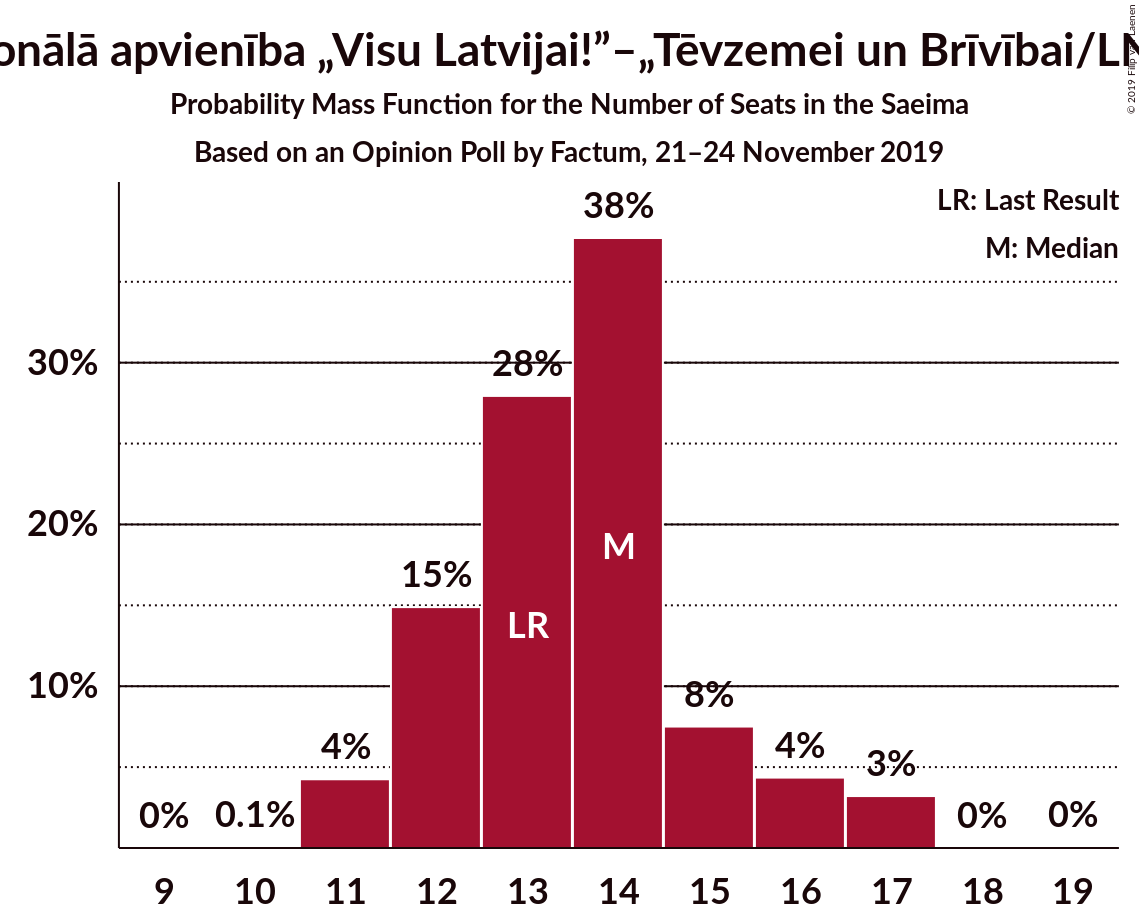 onālā apvienība „Visu Latvijai!”–„Tēvzemei un Brīvībai/LN
© 2019 Filip van Laenen
Probability Mass Function for the Number of Seats in the Saeima
Based on an Opinion Poll by Factum, 21–24 November 2019
LR: Last Result
M: Median
38%
30%
28%
20%
M
15%
LR
10%
8%
4%
4%
3%
0%
0.1%
0%
0%
9 10 11 12 13 14 15 16 17 18 19